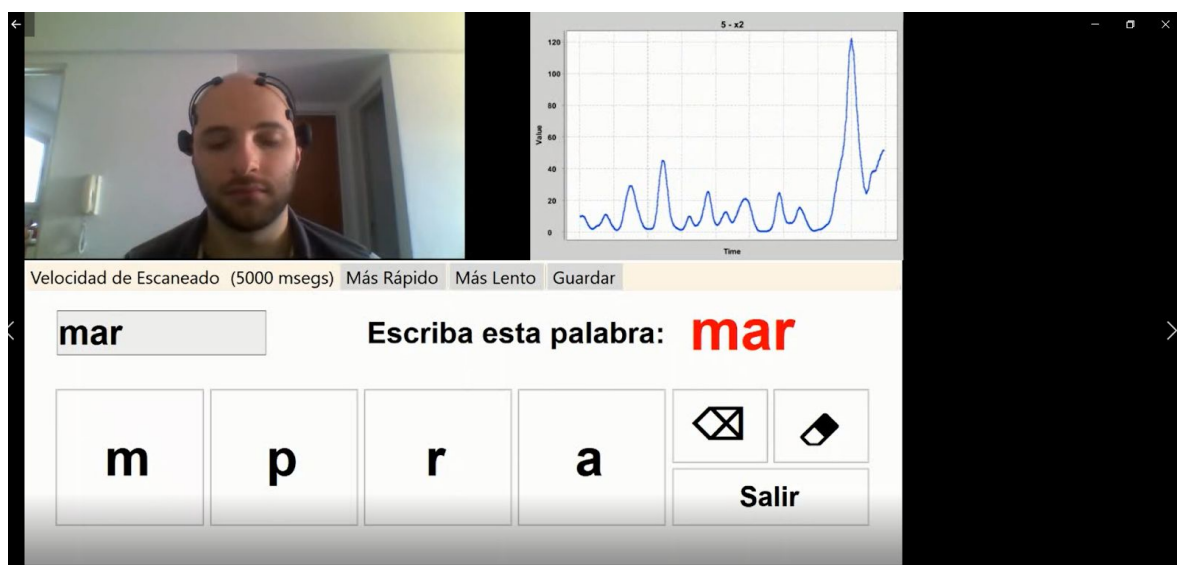 5 - x2
120
100
80
60
40
20
0
Value
Time
Velocidad de Escaneado (5000 msegs) Más Rápido Más Lento Guardar
mar Escriba esta palabra: mar
m p r a
Salir